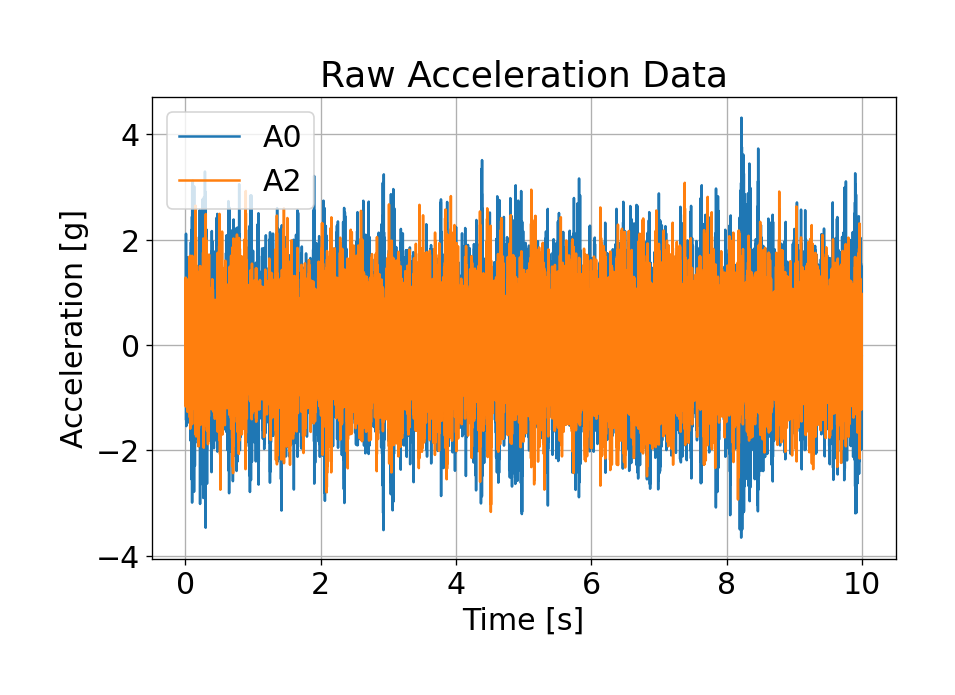 Raw Acceleration Data
A0
A2
Acceleration [g]
4
2
0
−2
−4
0 2 4 6 8 10
Time [s]